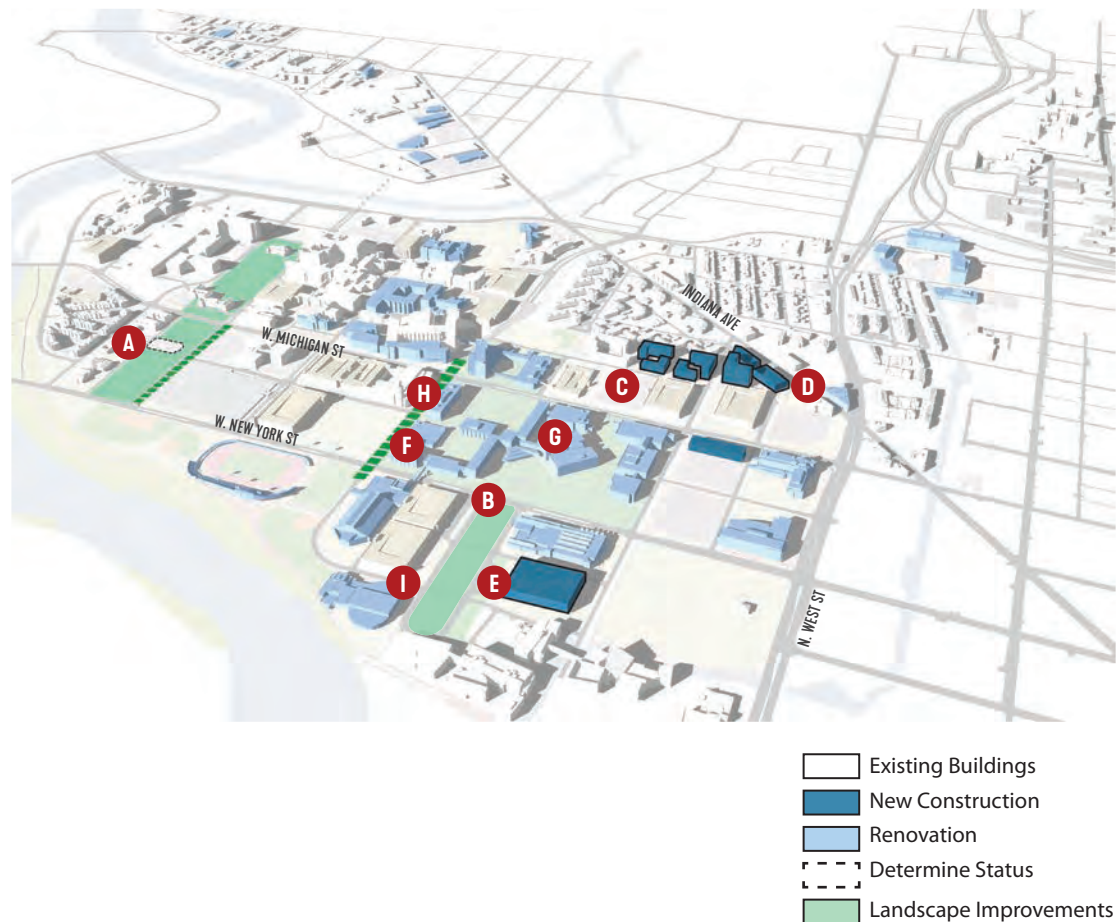 INDIANA AVE
A
W. MICHIGAN ST
C
D
H
W. NEW YORK ST
F
G
B
I
E
N. WEST ST
Existing Buildings
New Construction
Renovation
Determine Status
Landscape Improvements